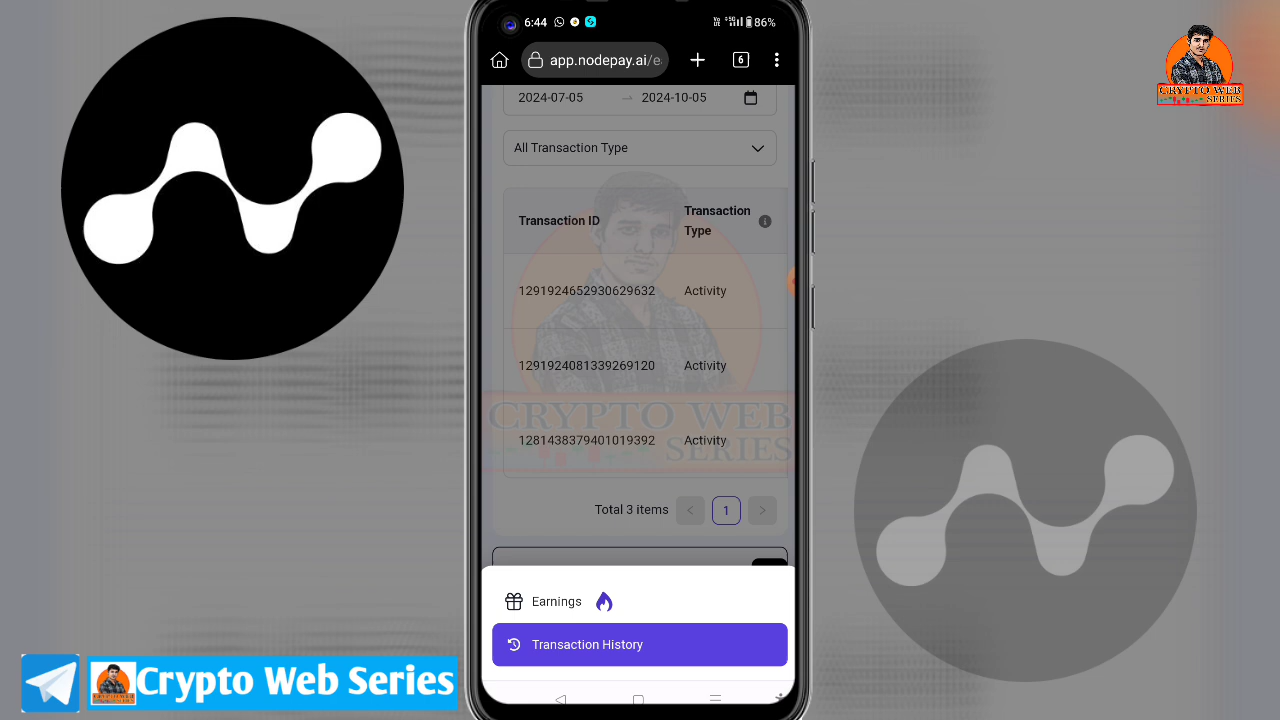 6:44
86%
app.nodepay.ai/e
6
2024-07-05
2024-10-05
All Transaction Type
Transaction ID
Transaction
Type
1291924652930629632
Activity
1291924081339269120
Activity
1281438379401019392
Activity
CRYPTO WEB
SERIES
Total 3 items
1
Earnings
Transaction History
CRYPTO WEB
SERIES
Crypto Web Series